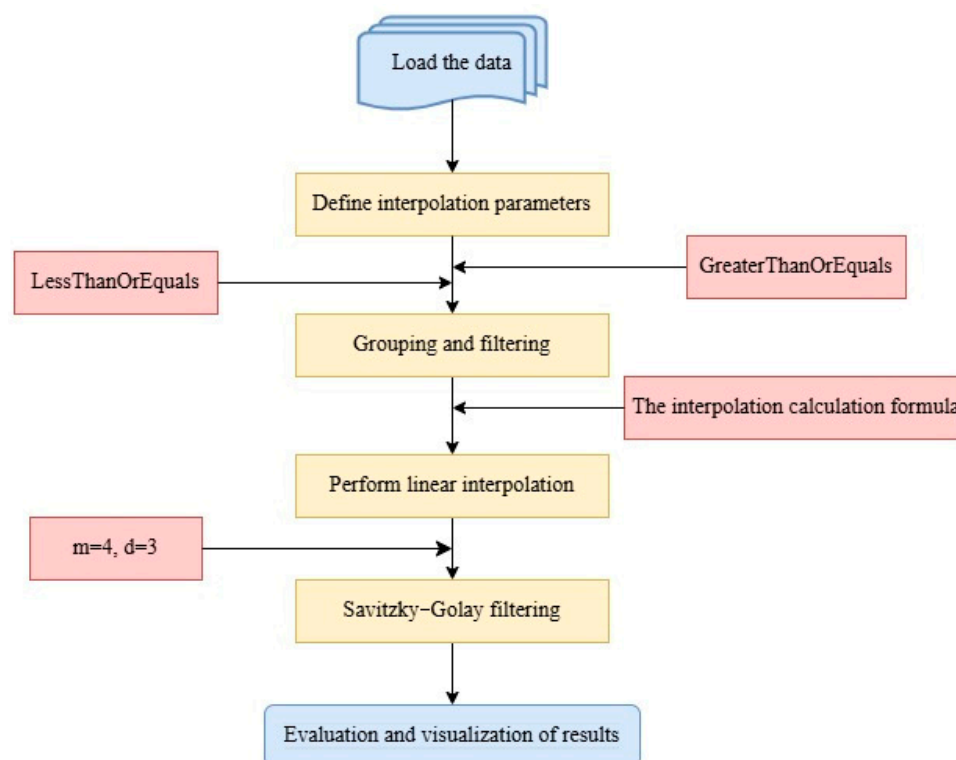 Load the data
Define interpolation parameters
LessThanOrEquals
GreaterThanOrEquals
Grouping and filtering
The interpolation calculation formula
Perform linear interpolation
m=4, d=3
Savitzky−Golay filtering
Evaluation and visualization of results